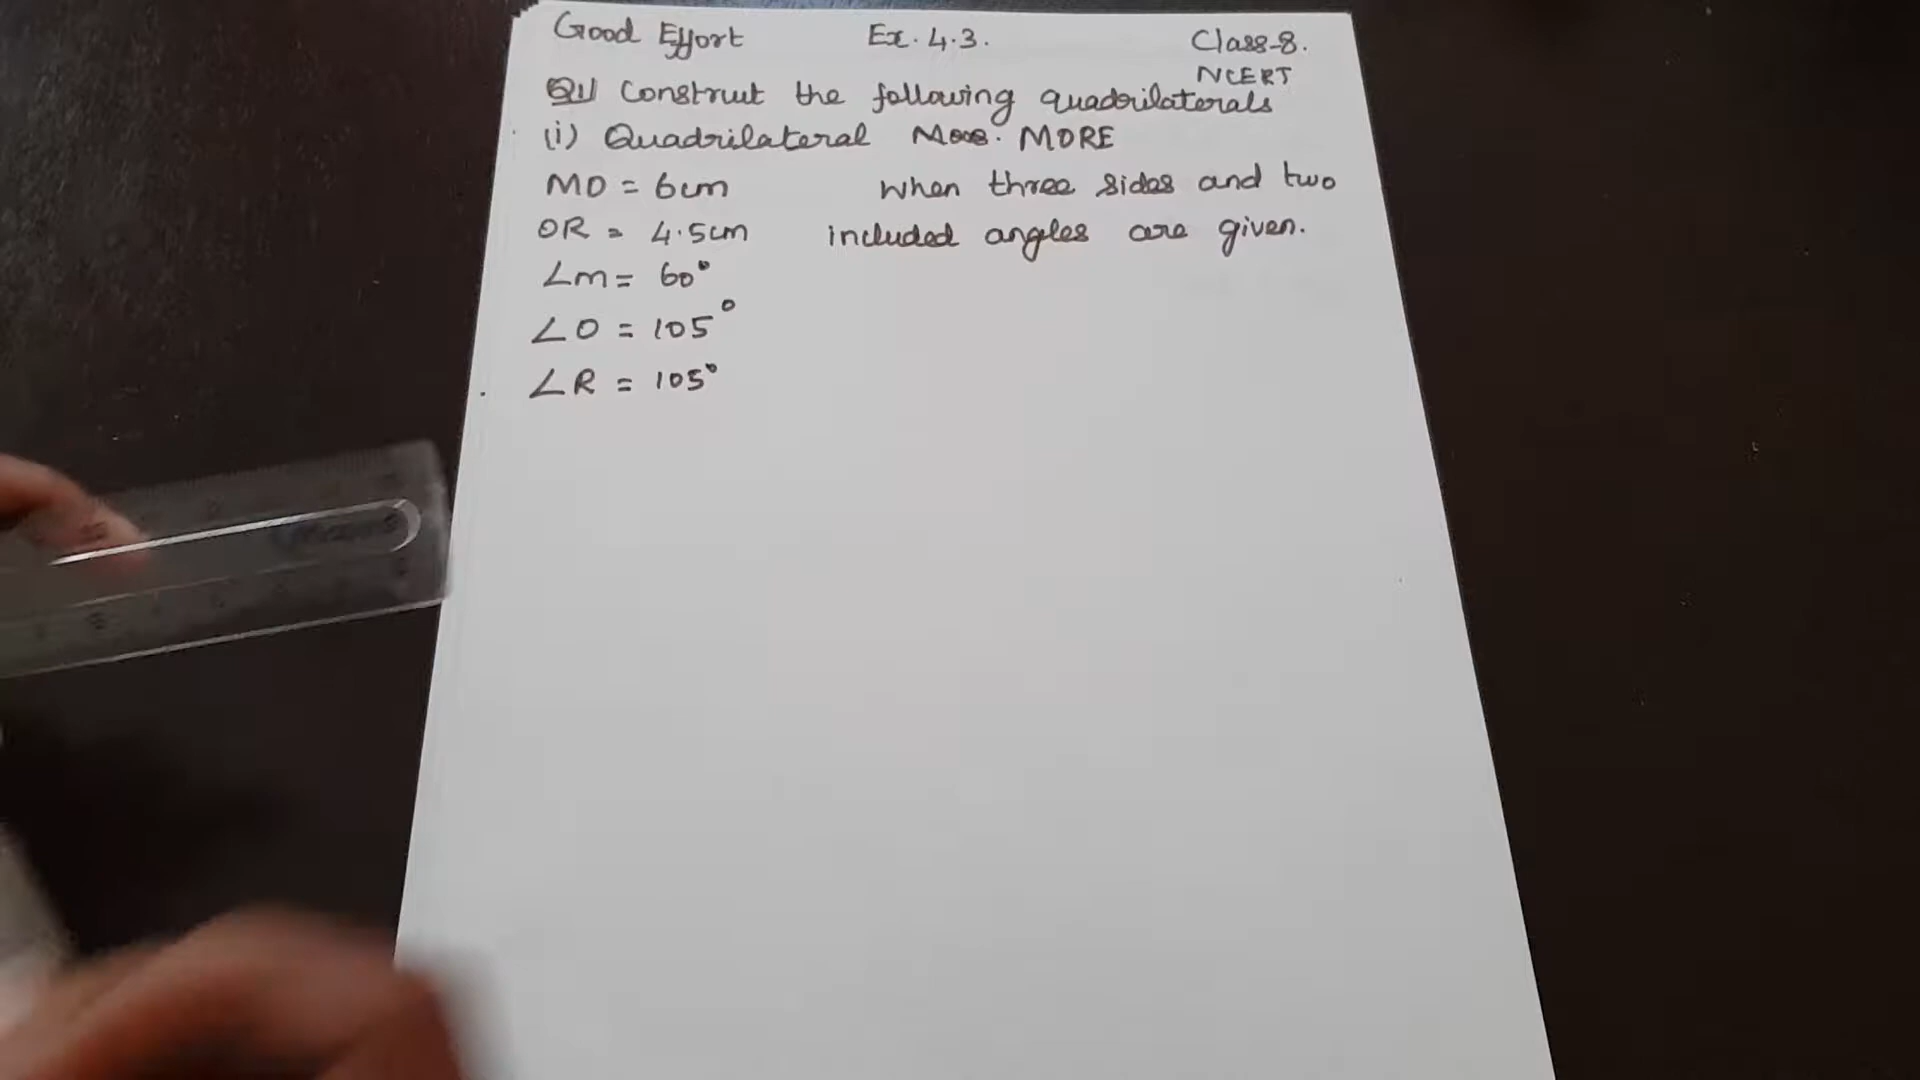 Good Effort Ex. 4.3. Class-8.
NCERT
Q1) Construct the following quadrilaterals
(i) Quadrilateral MORE
MO = 6cm when three sides and two
OR = 4.5cm included angles are given.
∠M = 60°
∠O = 105°
∠R = 105°